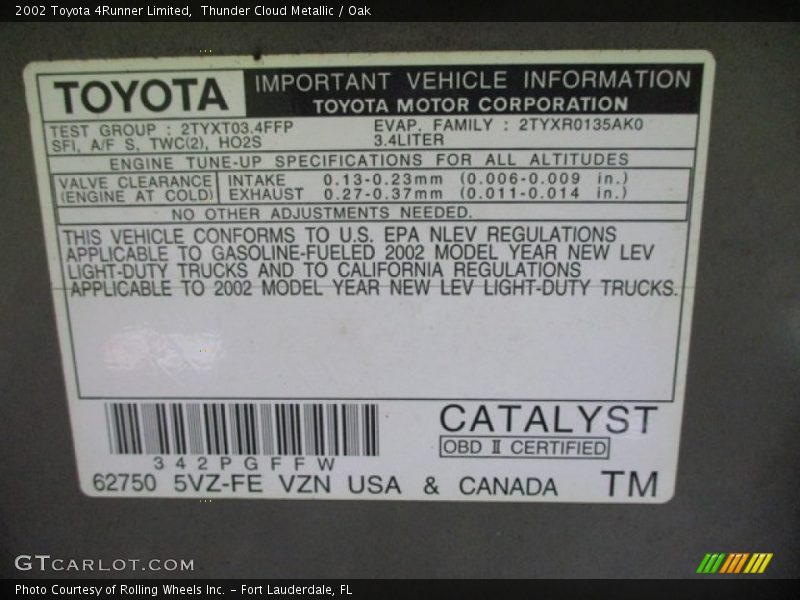 2002 Toyota 4Runner Limited,  Thunder Cloud Metallic / Oak
TOYOTA IMPORTANT VEHICLE INFORMATION
TOYOTA MOTOR CORPORATION
TEST GROUP : 2TYXT03.4FFP EVAP. FAMILY : 2TYXR0135AK0
SFI, A/F S, TWC(2), HO2S 3.4LITER
ENGINE TUNE-UP SPECIFICATIONS FOR ALL ALTITUDES
VALVE CLEARANCE INTAKE 0.13-0.23mm (0.006-0.009 in.)
(ENGINE AT COLD) EXHAUST 0.27-0.37mm (0.011-0.014 in.)
NO OTHER ADJUSTMENTS NEEDED.
THIS VEHICLE CONFORMS TO U.S. EPA NLEV REGULATIONS
APPLICABLE TO GASOLINE-FUELED 2002 MODEL YEAR NEW LEV
LIGHT-DUTY TRUCKS AND TO CALIFORNIA REGULATIONS
APPLICABLE TO 2002 MODEL YEAR NEW LEV LIGHT-DUTY TRUCKS.
CATALYST
OBD II CERTIFIED
342PGFFW
62750 5VZ-FE VZN USA & CANADA TM
GTCARLOT.COM
Photo Courtesy of Rolling Wheels Inc. – Fort Lauderdale, FL